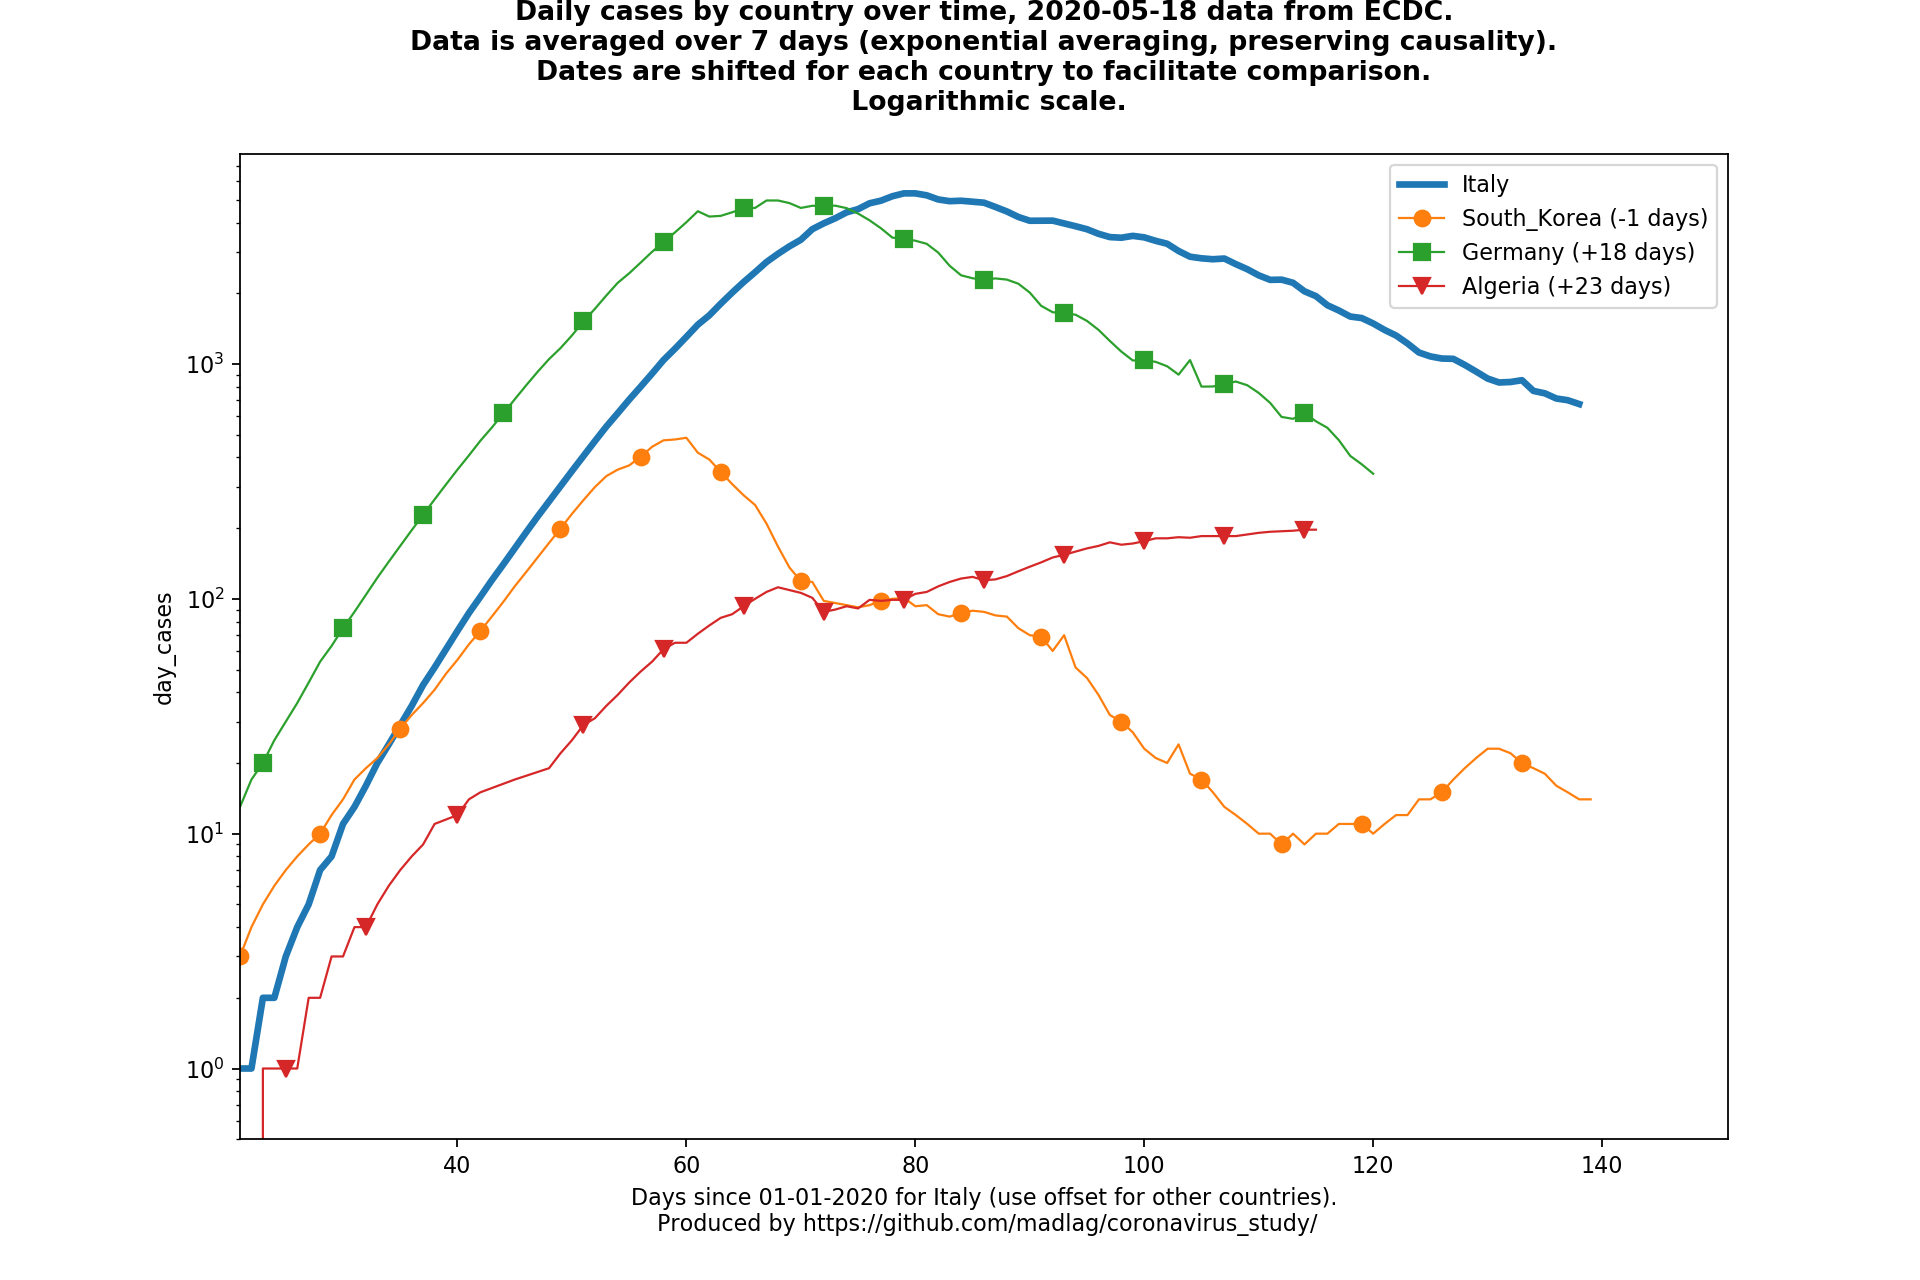 Daily cases by country over time, 2020-05-18 data from ECDC.
Data is averaged over 7 days (exponential averaging, preserving causality).
Dates are shifted for each country to facilitate comparison.
Logarithmic scale.
Italy
South_Korea (-1 days)
Germany (+18 days)
Algeria (+23 days)
day_cases
10³
10²
10¹
10⁰
40 60 80 100 120 140
Days since 01-01-2020 for Italy (use offset for other countries).
Produced by https://github.com/madlag/coronavirus_study/